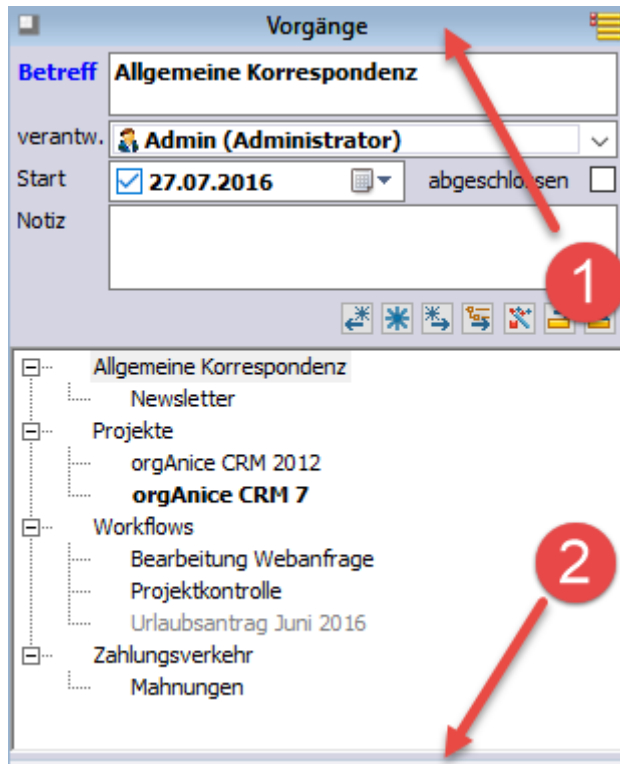 Vorgänge
Betreff Allgemeine Korrespondenz
verantw. Admin (Administrator)
Start 27.07.2016 abgeschlossen
Notiz
1
Allgemeine Korrespondenz
Newsletter
Projekte
orgAnice CRM 2012
orgAnice CRM 7
Workflows
Bearbeitung Webanfrage
2
Projektkontrolle
Urlaubsantrag Juni 2016
Zahlungsverkehr
Mahnungen